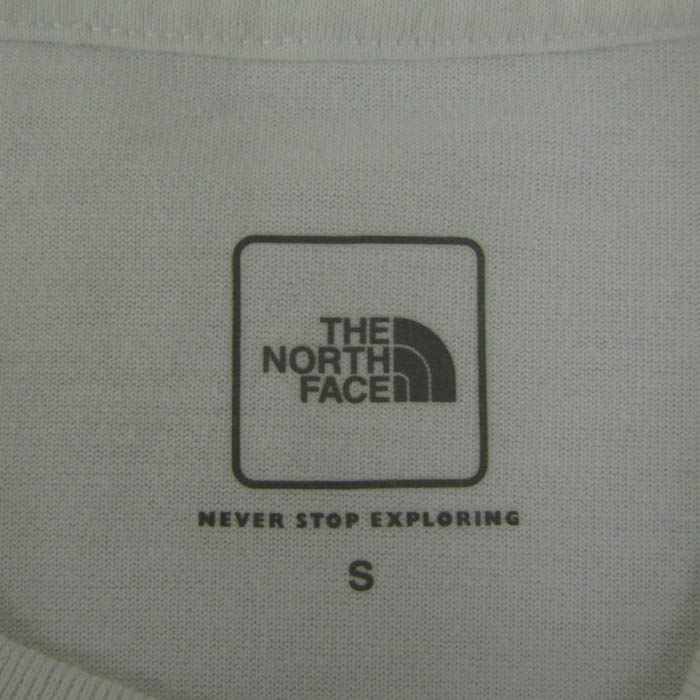 THE
NORTH
FACE
NEVER STOP EXPLORING
S